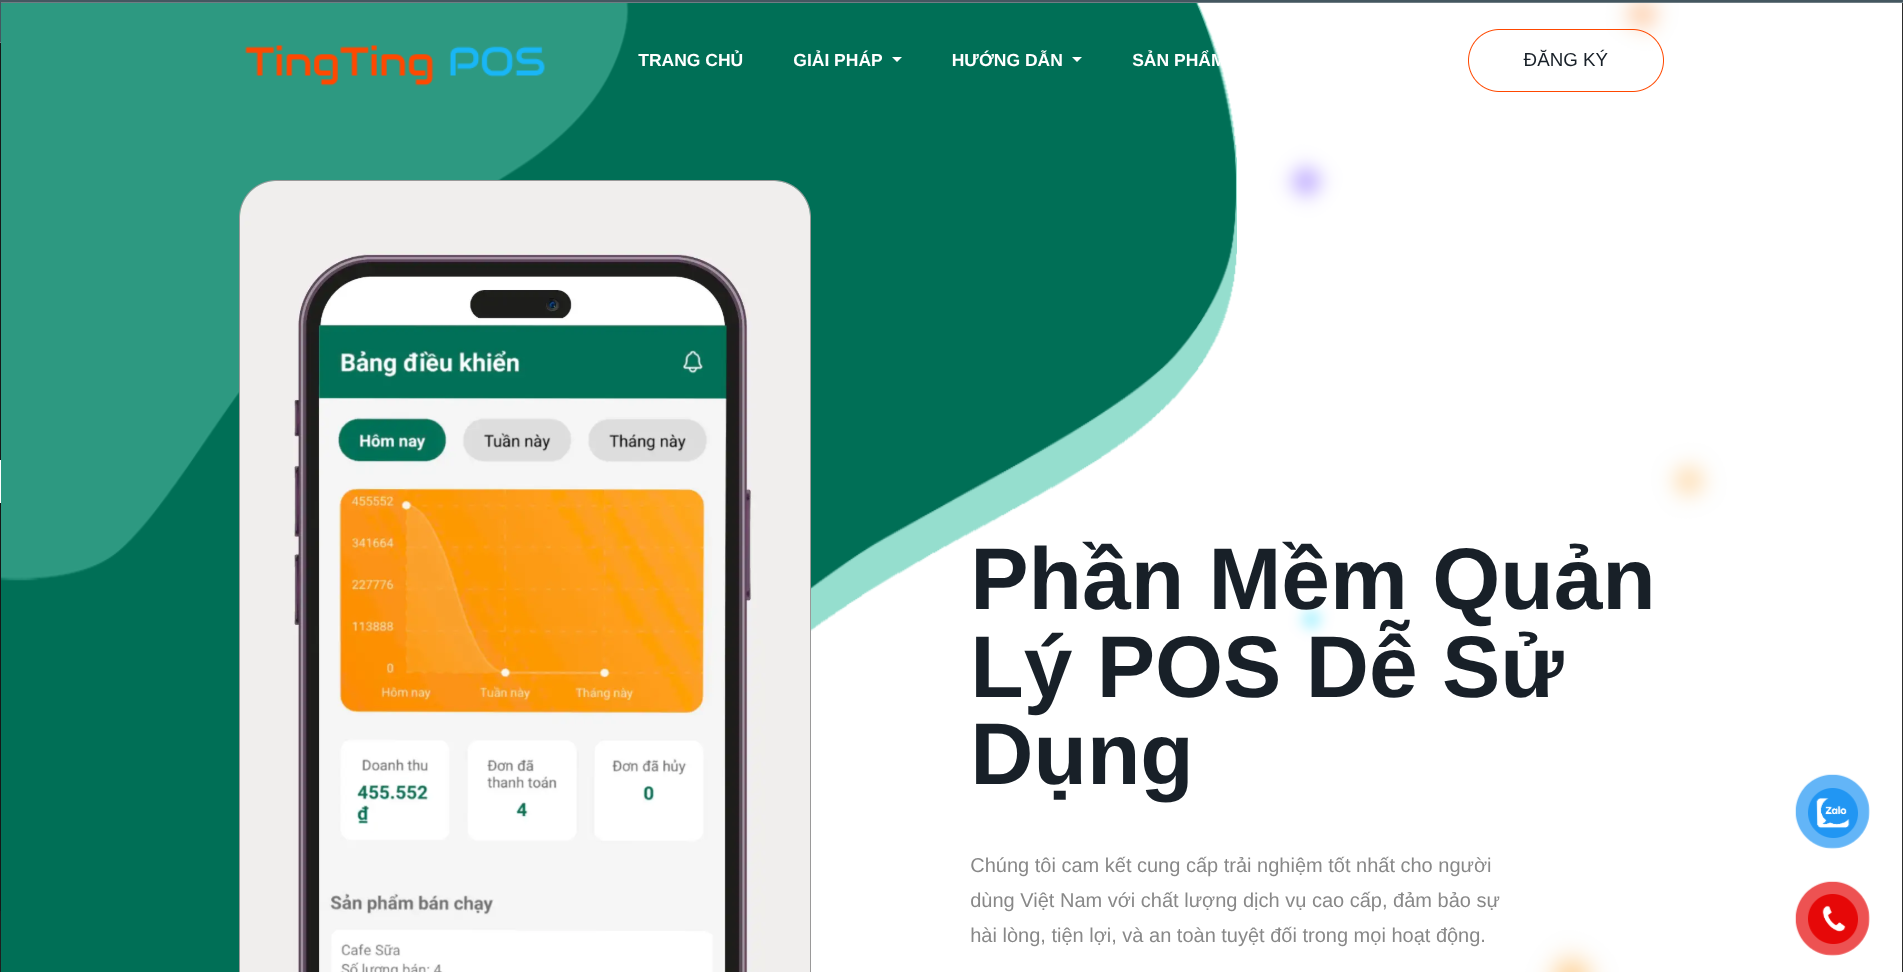 TingTing POS
TRANG CHỦ
GIẢI PHÁP
HƯỚNG DẪN
SẢN PHẨM
ĐĂNG KÝ
Bảng điều khiển
Hôm nay
Tuần này
Tháng này
455552
341664
227776
113888
0
Hôm nay
Tuần này
Tháng này
Doanh thu
455.552
₫
Đơn đã
thanh toán
4
Đơn đã hủy
0
Sản phẩm bán chạy
Cafe Sữa
Số lượng bán: 4
Phần Mềm Quản
Lý POS Dễ Sử
Dụng
Chúng tôi cam kết cung cấp trải nghiệm tốt nhất cho người
dùng Việt Nam với chất lượng dịch vụ cao cấp, đảm bảo sự
hài lòng, tiện lợi, và an toàn tuyệt đối trong mọi hoạt động.
Zalo